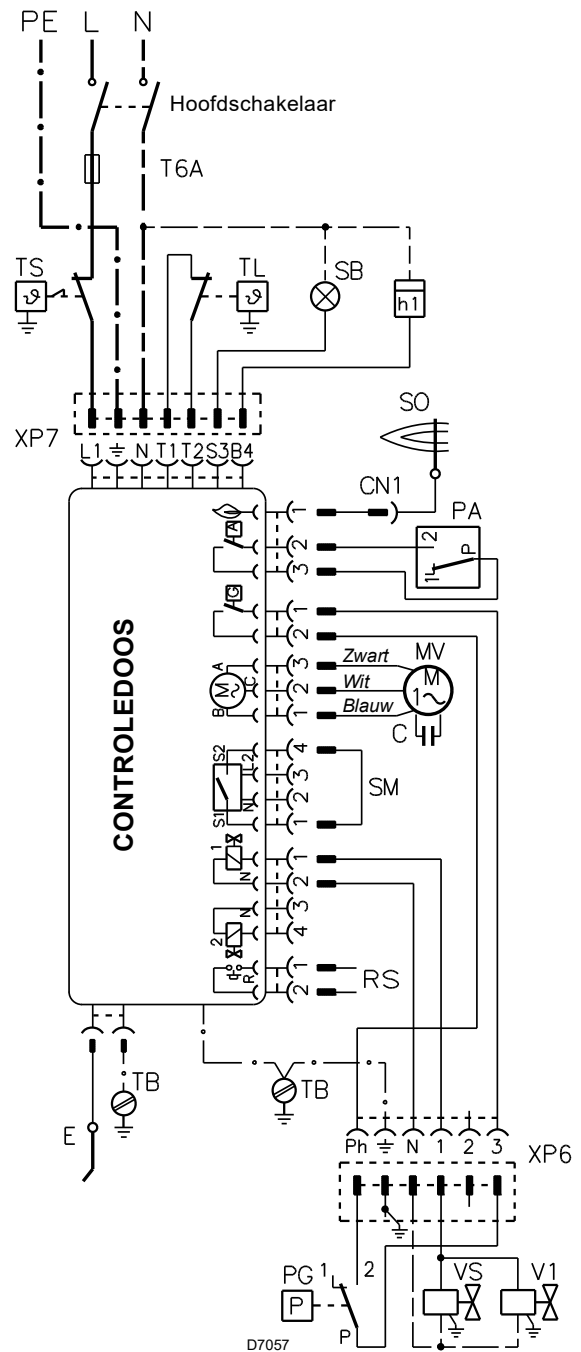 PE L N
Hoofdschakelaar
T6A
TS
ϑ
TL
ϑ
SB
h1
XP7
L1 N T1 T2 S3 B4
SO
CN1
1
PA
A
2
2
P
3
1
G
1
2
CONTROLEDOOS
A
3
Zwart
MV
M
C
2
Wit
M
1~
B
1
Blauw
C
S2
L2
4
3
SM
N
2
S1
1
1
1
N
2
N
3
2
4
R
1
RS
2
TB
TB
E
Ph N 1 2 3
XP6
PG
1
2
P
P
VS
V1
D7057